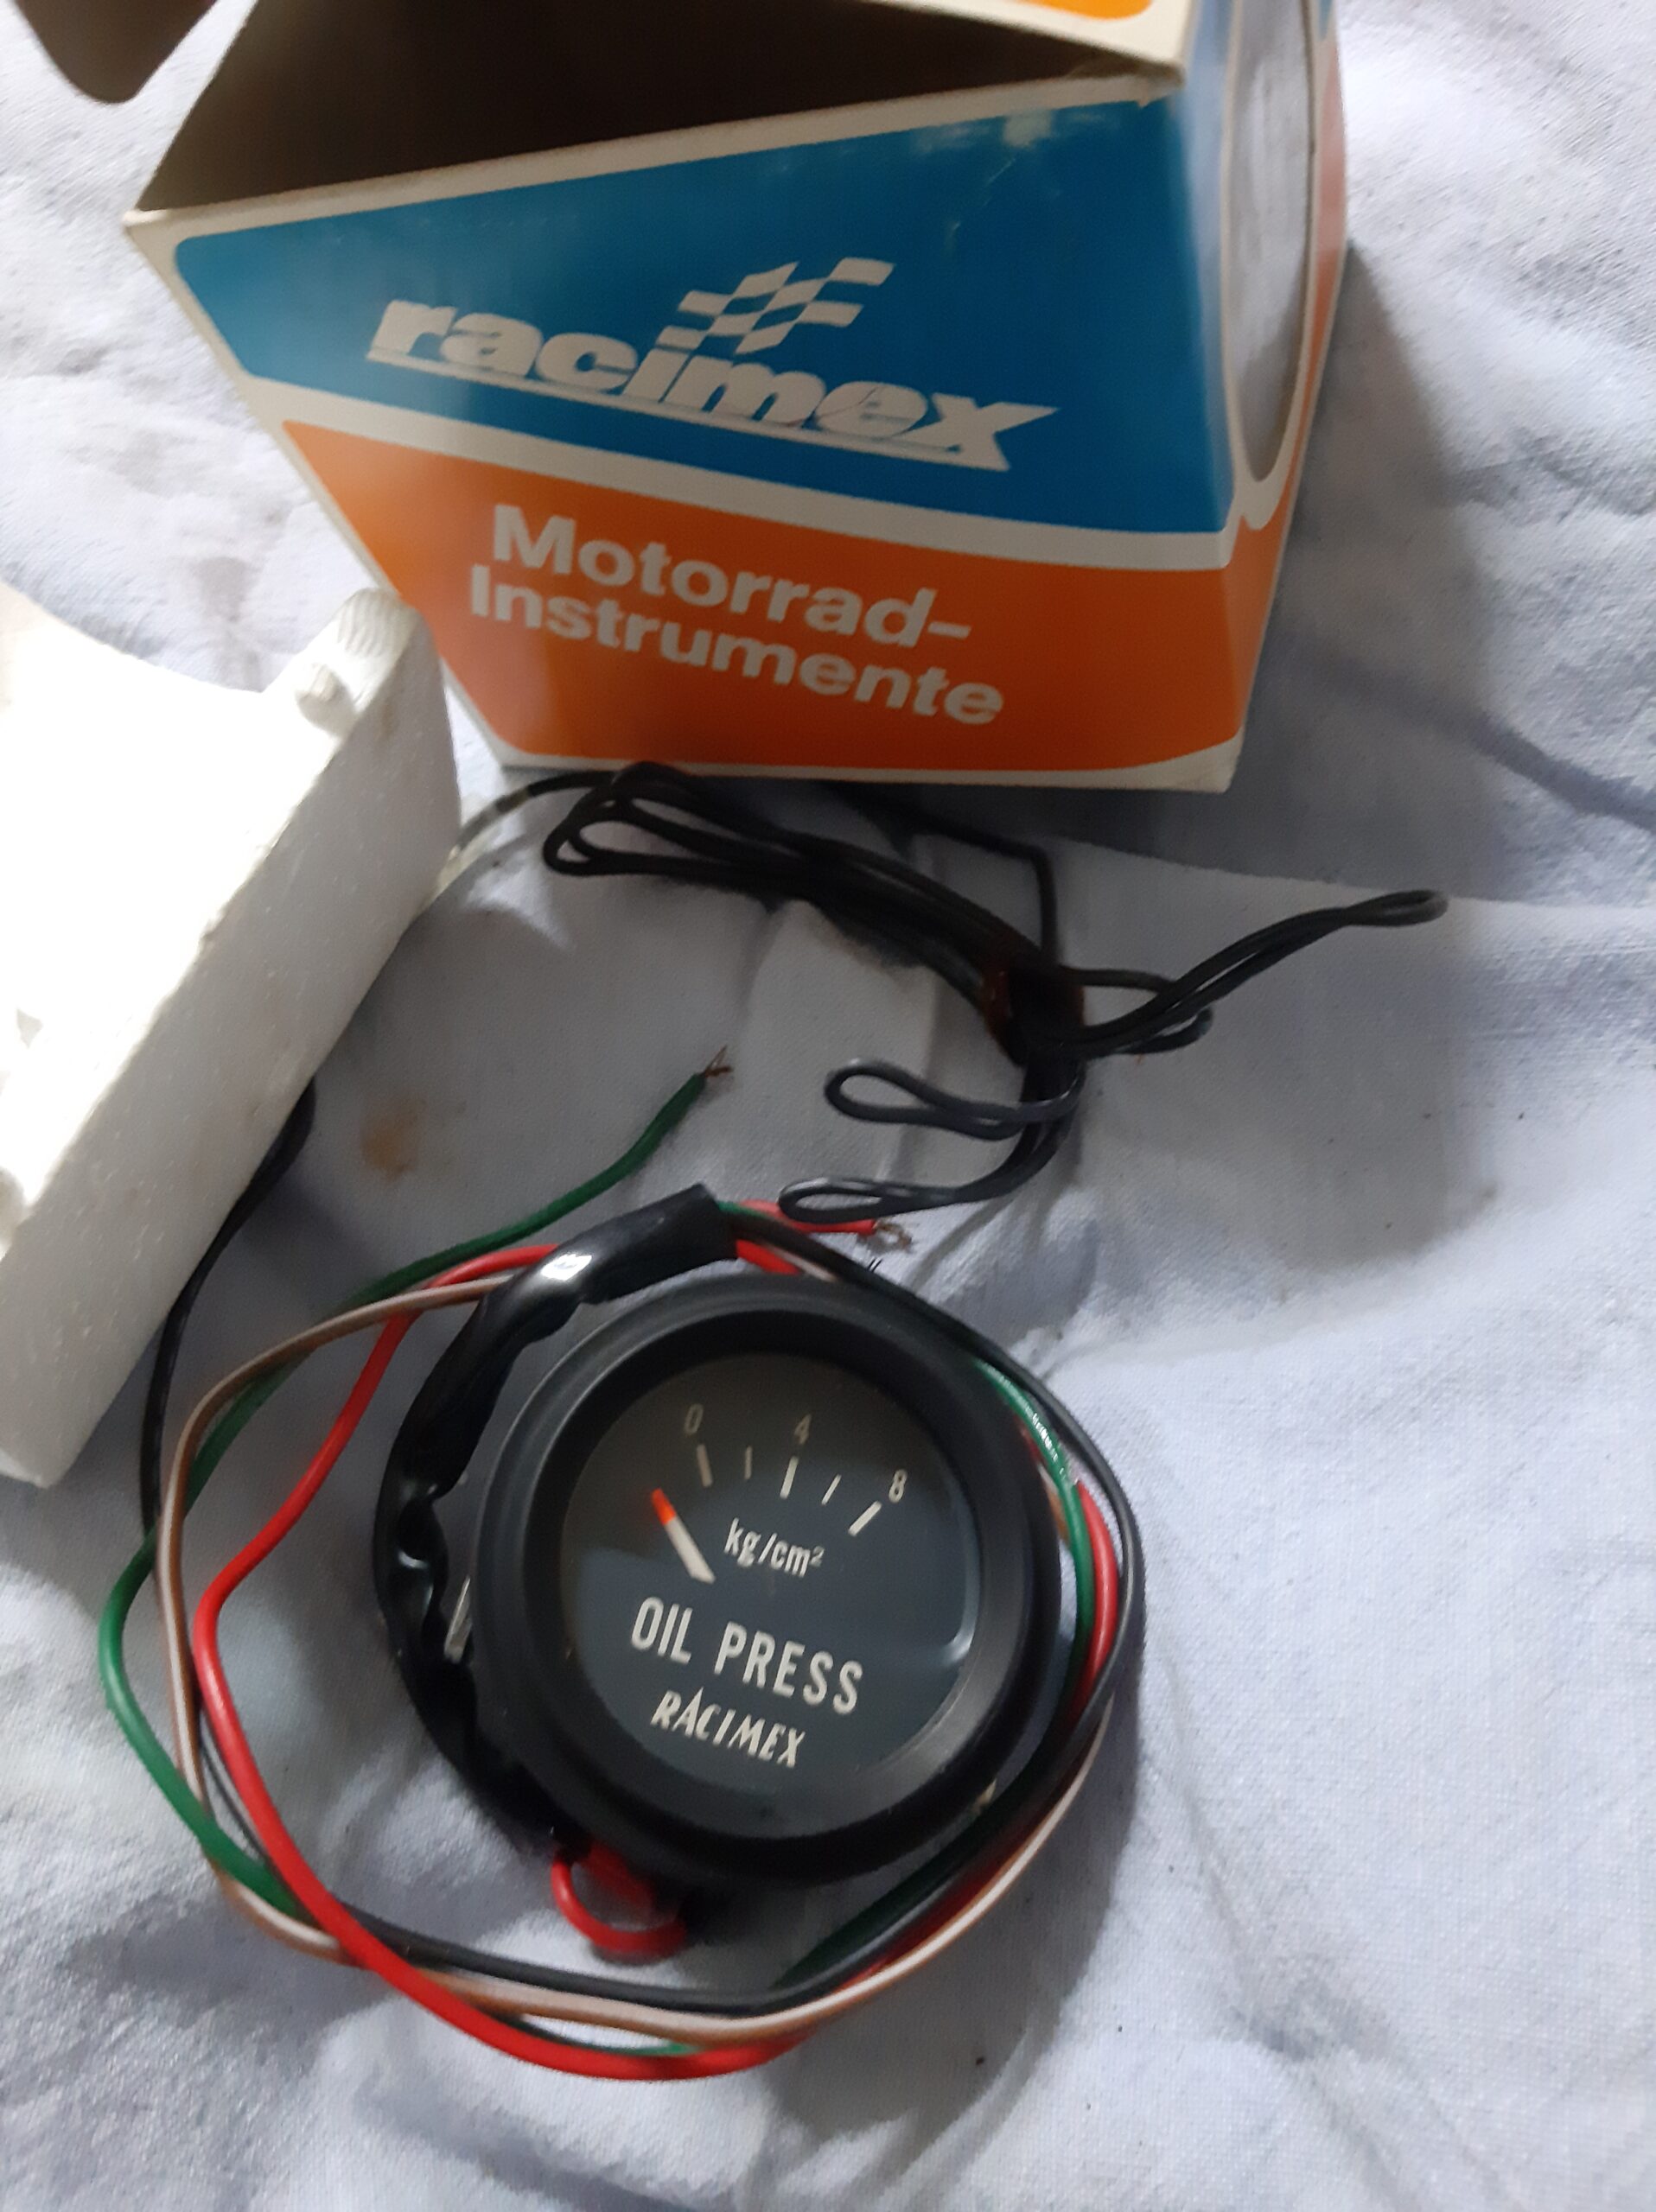 racimex
Motorrad-
Instrumente
0 4 8
kg/cm²
OIL PRESS
RACIMEX